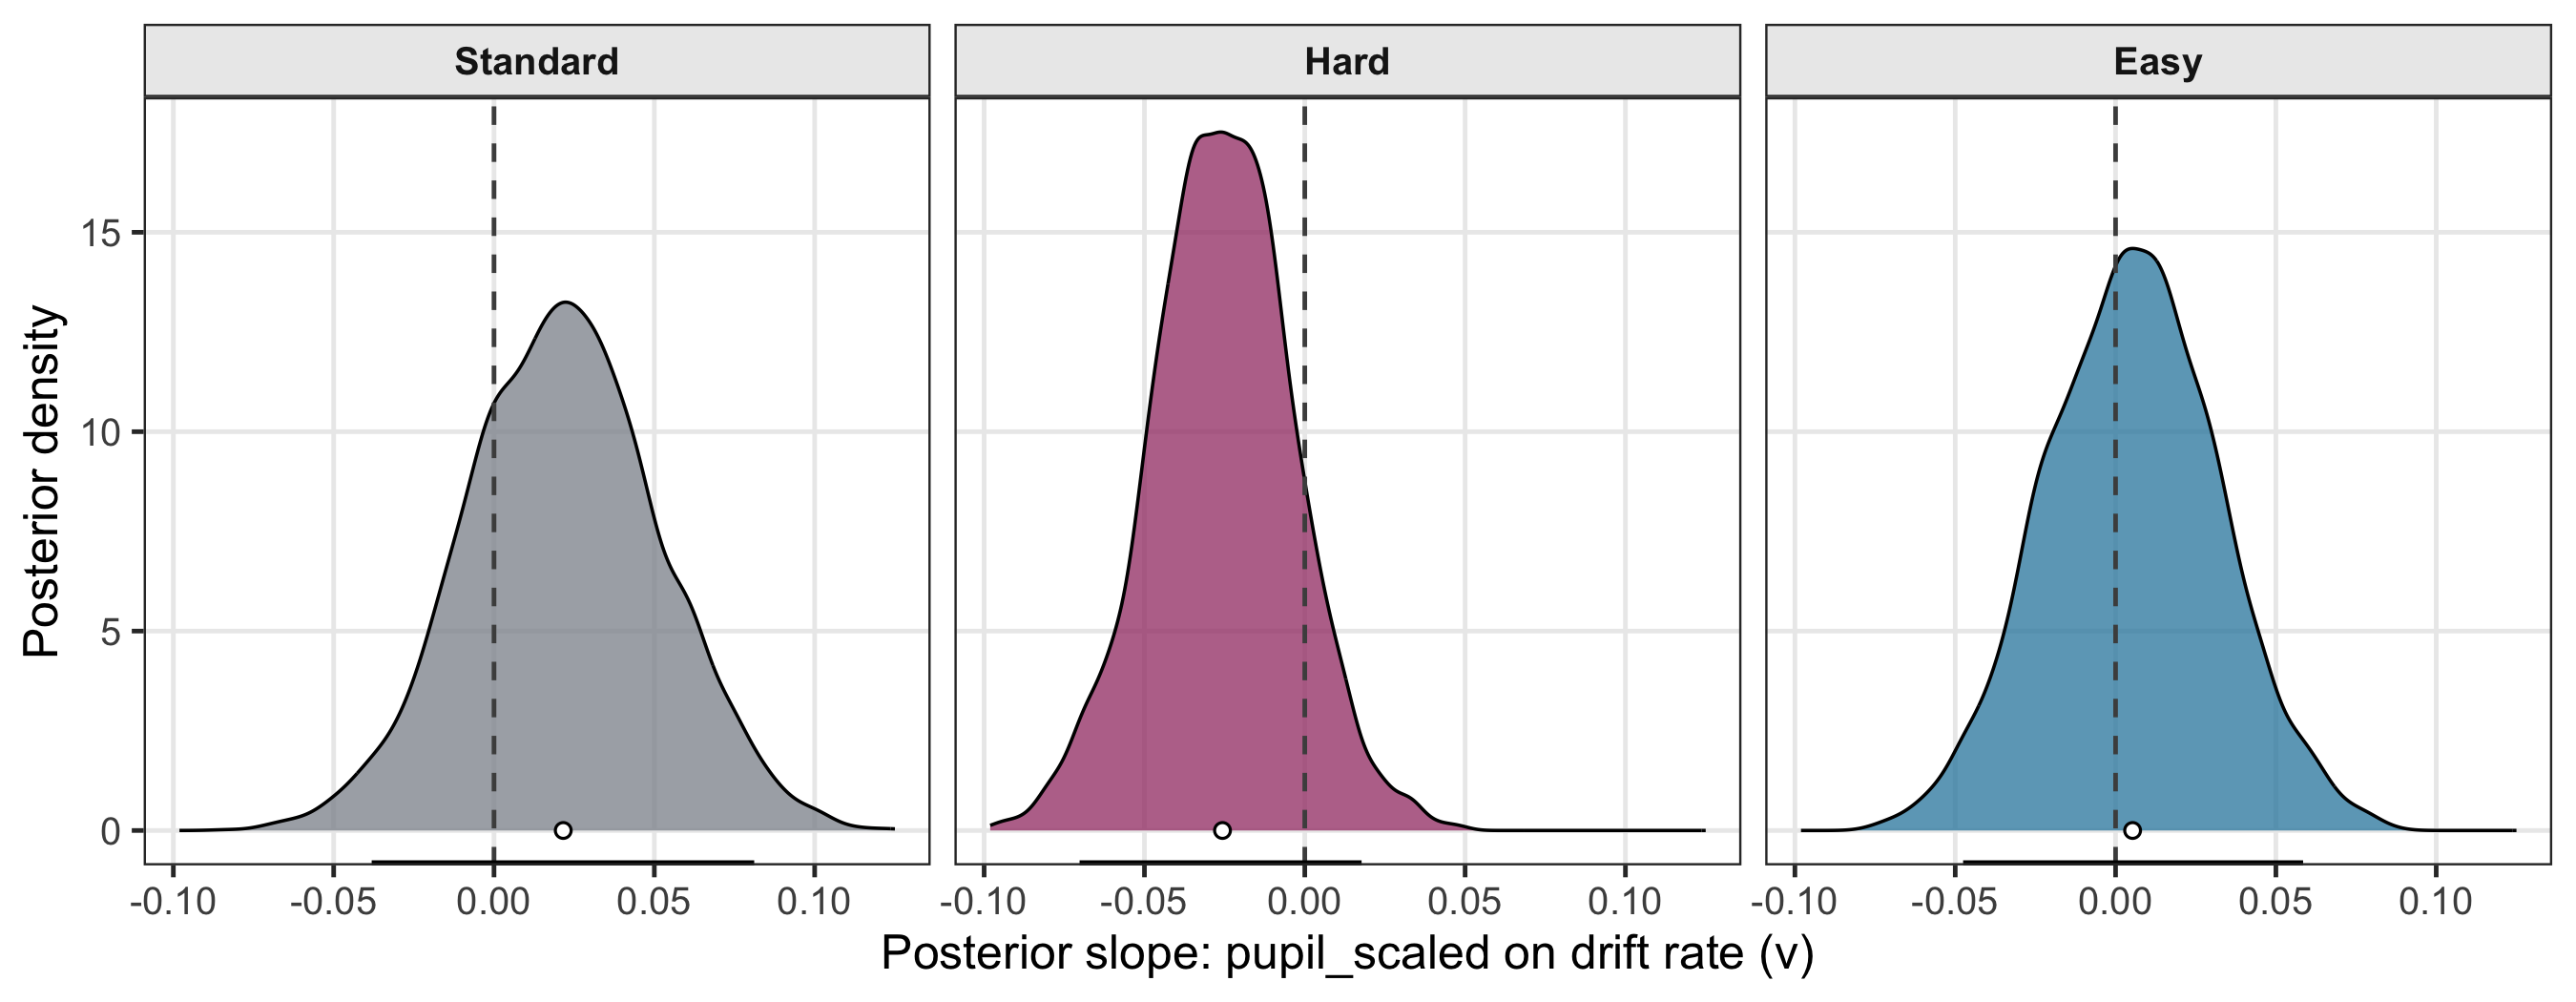 Standard Hard Easy
Posterior density
15
10
5
0
-0.10 -0.05 0.00 0.05 0.10 -0.10 -0.05 0.00 0.05 0.10 -0.10 -0.05 0.00 0.05 0.10
Posterior slope: pupil_scaled on drift rate (v)